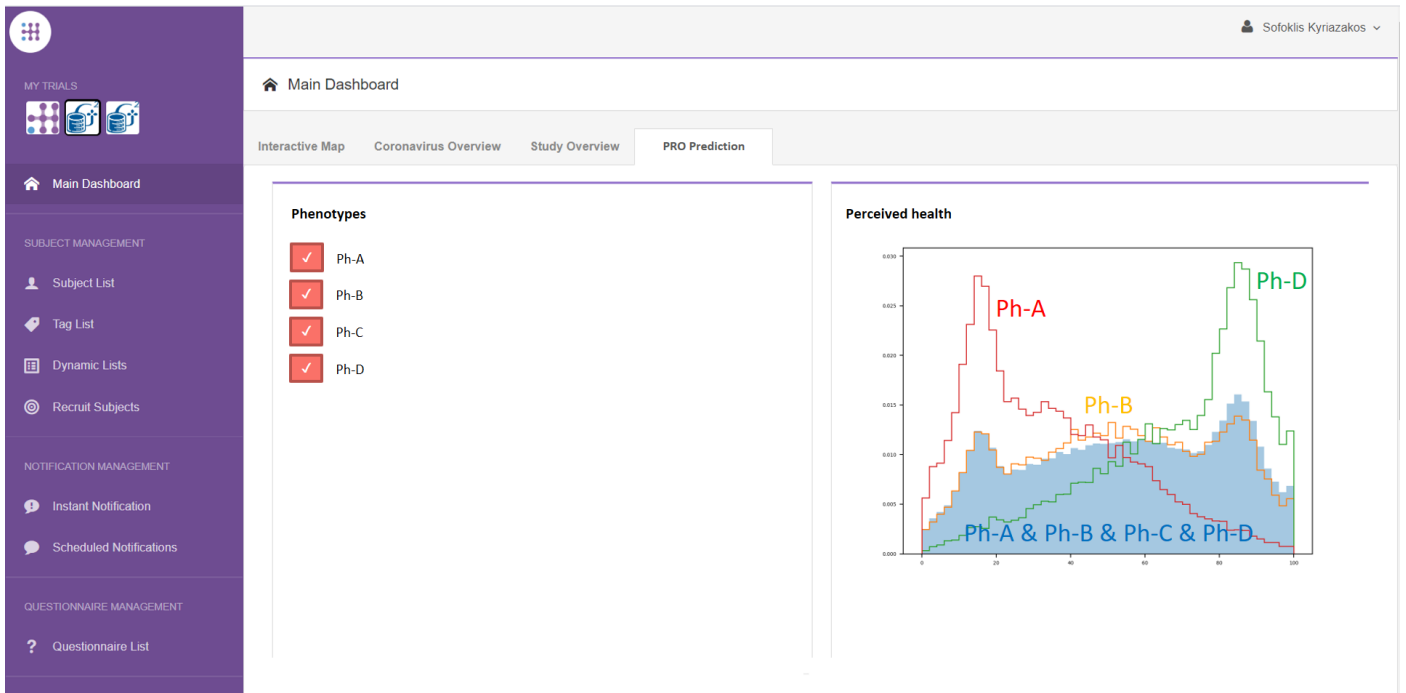 Sofoklis Kyriazakos
MY TRIALS
Main Dashboard
Interactive Map Coronavirus Overview Study Overview PRO Prediction
Main Dashboard
SUBJECT MANAGEMENT
Subject List
Tag List
Dynamic Lists
Recruit Subjects
NOTIFICATION MANAGEMENT
Instant Notification
Scheduled Notifications
QUESTIONNAIRE MANAGEMENT
Questionnaire List
Phenotypes
Ph-A
Ph-B
Ph-C
Ph-D
Perceived health
0.030
0.025
0.020
0.015
0.010
0.005
0.000
Ph-A
Ph-D
Ph-B
Ph-A & Ph-B & Ph-C & Ph-D
0 20 40 60 80 100